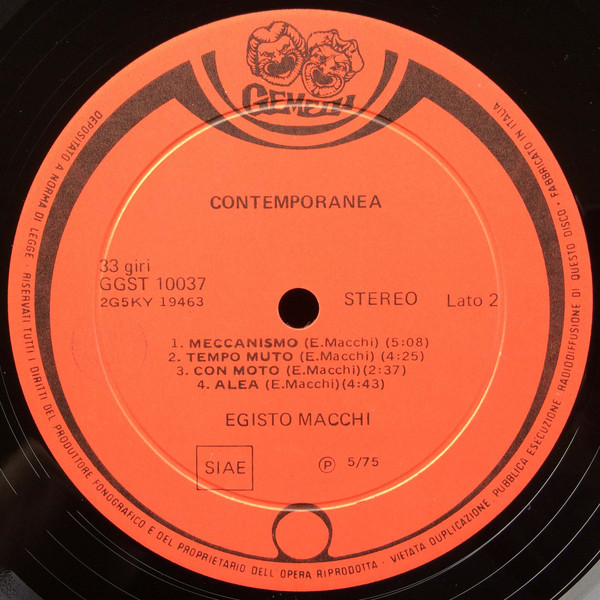 GEMELLI
CONTEMPORANEA
33 giri
GGST 10037
2G5KY 19463
STEREO
Lato 2
1. MECCANISMO (E.Macchi) (5:08)
2. TEMPO MUTO (E.Macchi) (4:25)
3. CON MOTO (E.Macchi)(2:37)
4. ALEA (E.Macchi)(4:43)
EGISTO MACCHI
SIAE
Ⓟ 5/75
DEPOSITATO A NORMA DI LEGGE · RISERVATI TUTTI I DIRITTI DEL PRODUTTORE FONOGRAFICO E DEL PROPRIETARIO DELL'OPERA RIPRODOTTA · VIETATA DUPLICAZIONE, PUBBLICA ESECUZIONE, RADIODIFFUSIONE DI QUESTO DISCO · FABBRICATO IN ITALIA